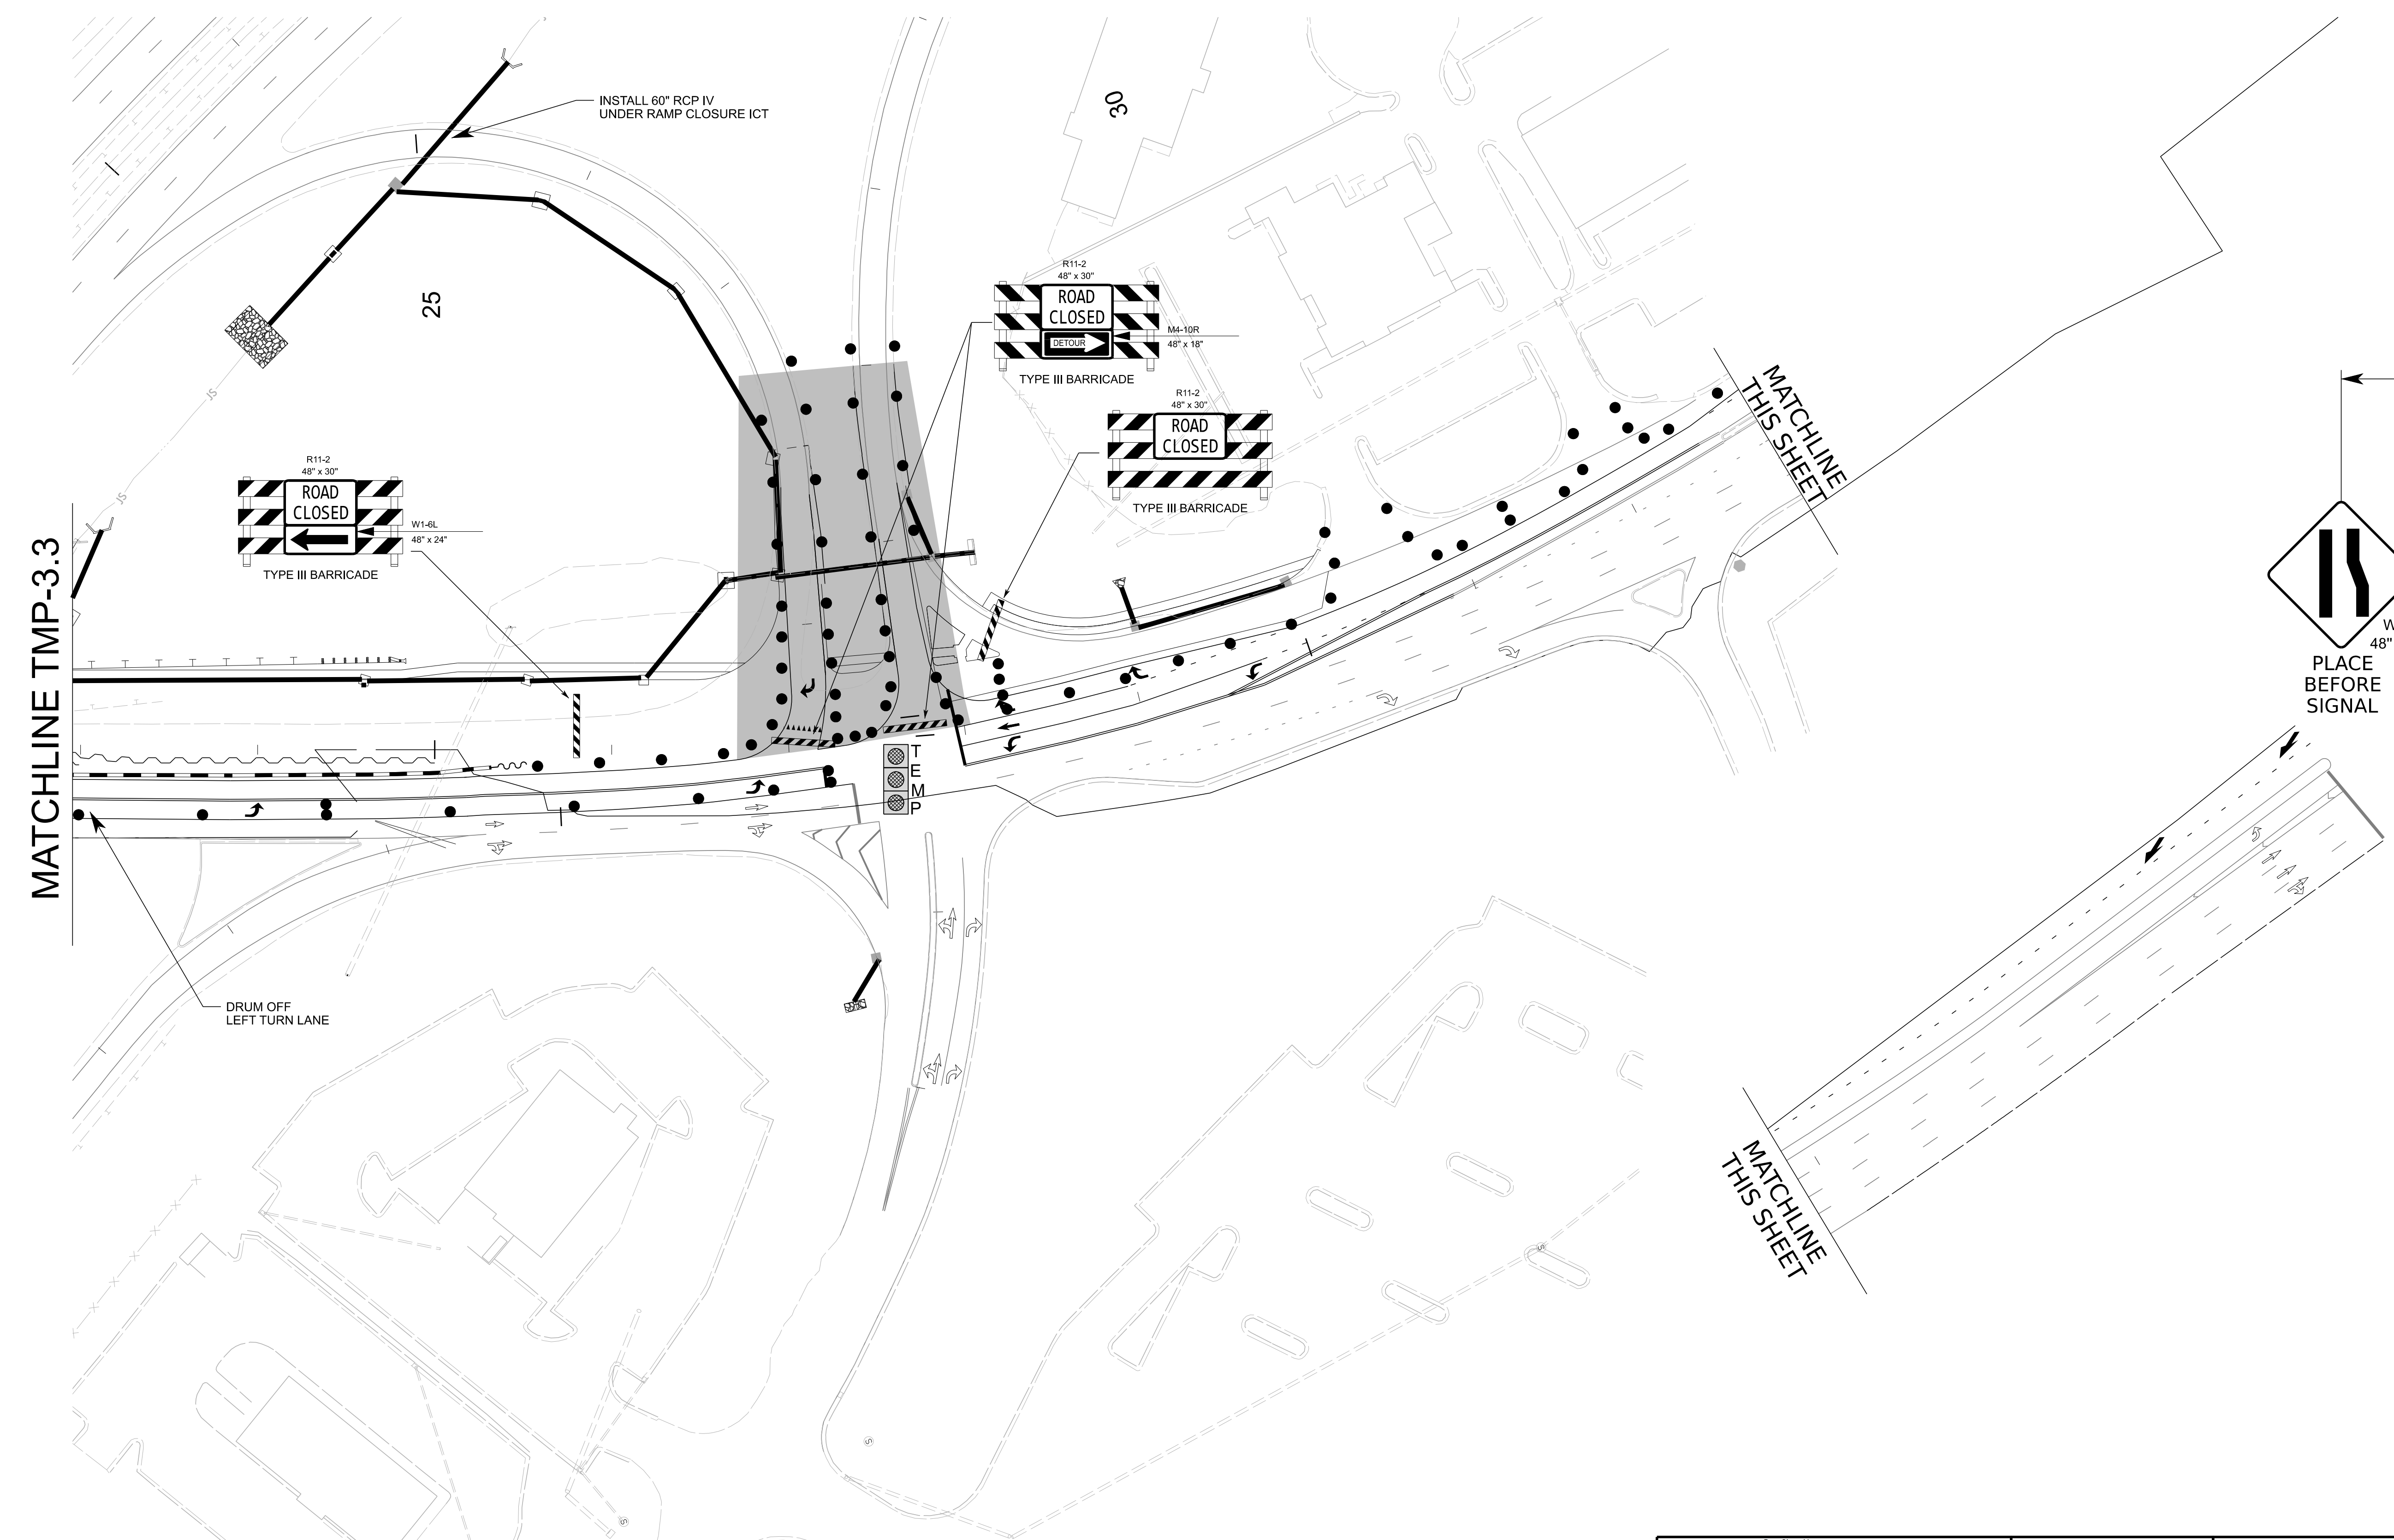 INSTALL 60" RCP IV
UNDER RAMP CLOSURE ICT
30
25
R11-2
48" x 30"
ROAD
CLOSED
DETOUR
M4-10R
48" x 18"
TYPE III BARRICADE
R11-2
48" x 30"
ROAD
CLOSED
TYPE III BARRICADE
R11-2
48" x 30"
ROAD
CLOSED
W1-6L
48" x 24"
TYPE III BARRICADE
JS
JS
MATCHLINE
THIS SHEET
MATCHLINE TMP-3.3
W
48"
PLACE
BEFORE
SIGNAL
T
E
M
P
DRUM OFF
LEFT TURN LANE
MATCHLINE
THIS SHEET
S
S
S